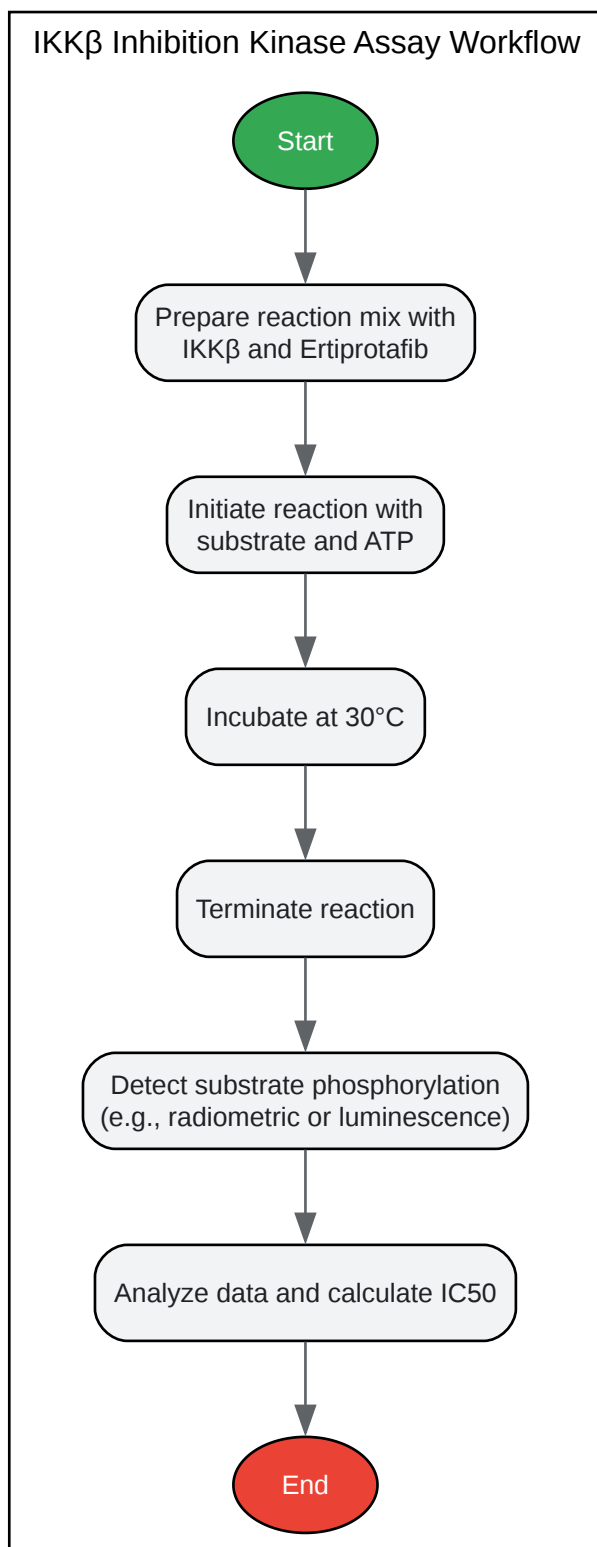 IKKβ Inhibition Kinase Assay Workflow
Start
Prepare reaction mix with
IKKβ and Ertiprotafib
Initiate reaction with
substrate and ATP
Incubate at 30°C
Terminate reaction
Detect substrate phosphorylation
(e.g., radiometric or luminescence)
Analyze data and calculate IC50
End